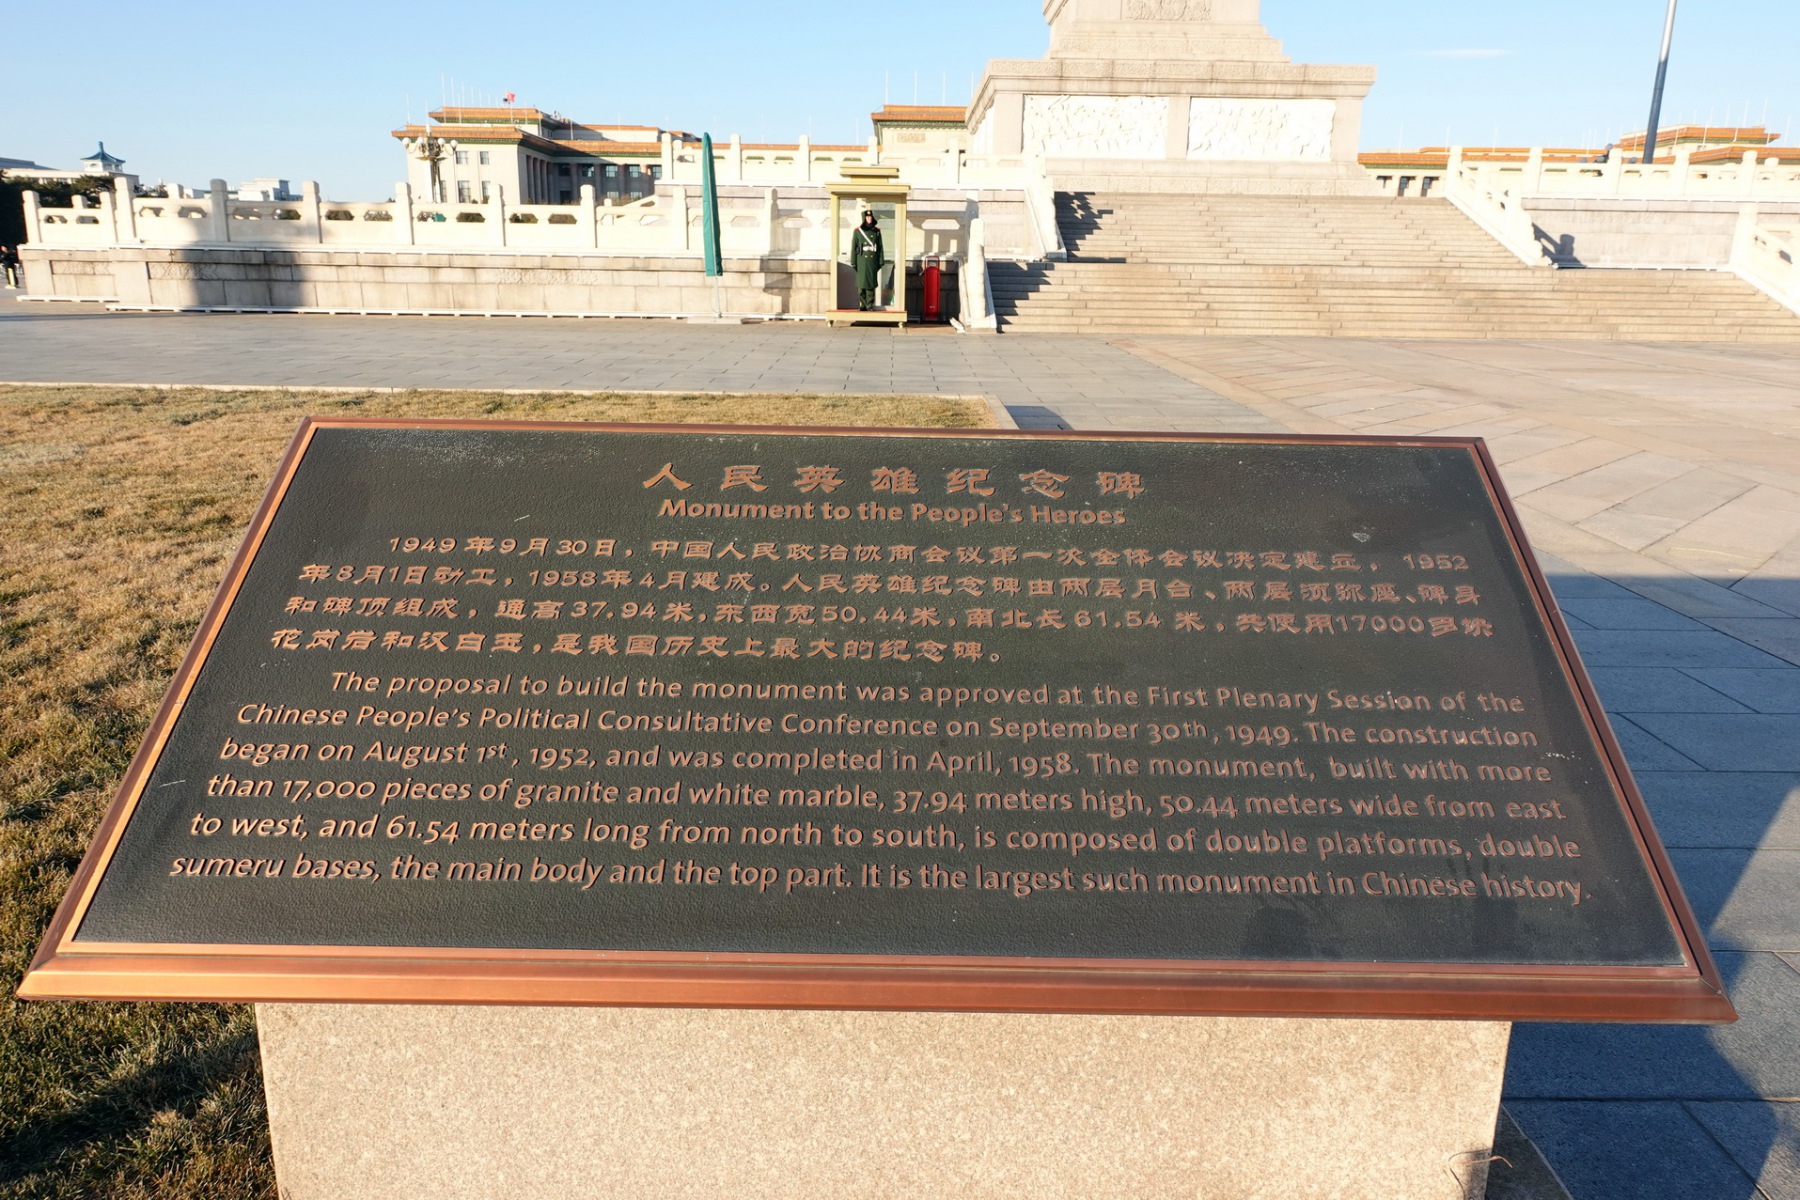 人民英雄纪念碑
Monument to the People's Heroes
1949年9月30日，中国人民政治协商会议第一次全体会议决定建立，1952
年8月1日动工，1958年4月建成。人民英雄纪念碑由两层月台、两层须弥座、碑身
和碑顶组成，通高37.94米，东西宽50.44米，南北长61.54米，共使用17000多块
花岗岩和汉白玉，是我国历史上最大的纪念碑。
The proposal to build the monument was approved at the First Plenary Session of the
Chinese People's Political Consultative Conference on September 30th, 1949. The construction
began on August 1st, 1952, and was completed in April, 1958. The monument, built with more
than 17,000 pieces of granite and white marble, 37.94 meters high, 50.44 meters wide from east
to west, and 61.54 meters long from north to south, is composed of double platforms, double
sumeru bases, the main body and the top part. It is the largest such monument in Chinese history.